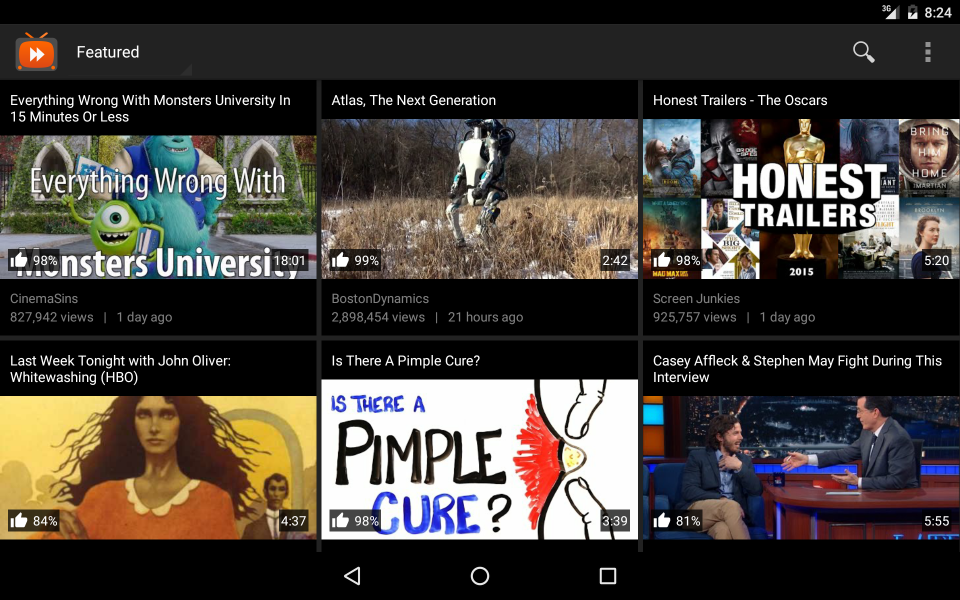 3G 8:24
Featured
Everything Wrong With Monsters University In
15 Minutes Or Less
Everything Wrong With
Monsters University
98%
18:01
CinemaSins
827,942 views | 1 day ago
Atlas, The Next Generation
99%
2:42
BostonDynamics
2,898,454 views | 21 hours ago
Honest Trailers - The Oscars
BRING
HIM
HOME
MARTIAN
ROOM
BRIDGE
OF SPIES
HONEST
TRAILERS
BIG
BROOKLYN
MAD MAX
2015
98%
5:20
Screen Junkies
925,757 views | 1 day ago
Last Week Tonight with John Oliver:
Whitewashing (HBO)
84%
4:37
Is There A Pimple Cure?
IS THERE A
PIMPLE
CURE?
98%
3:39
Casey Affleck & Stephen May Fight During This
Interview
81%
5:55